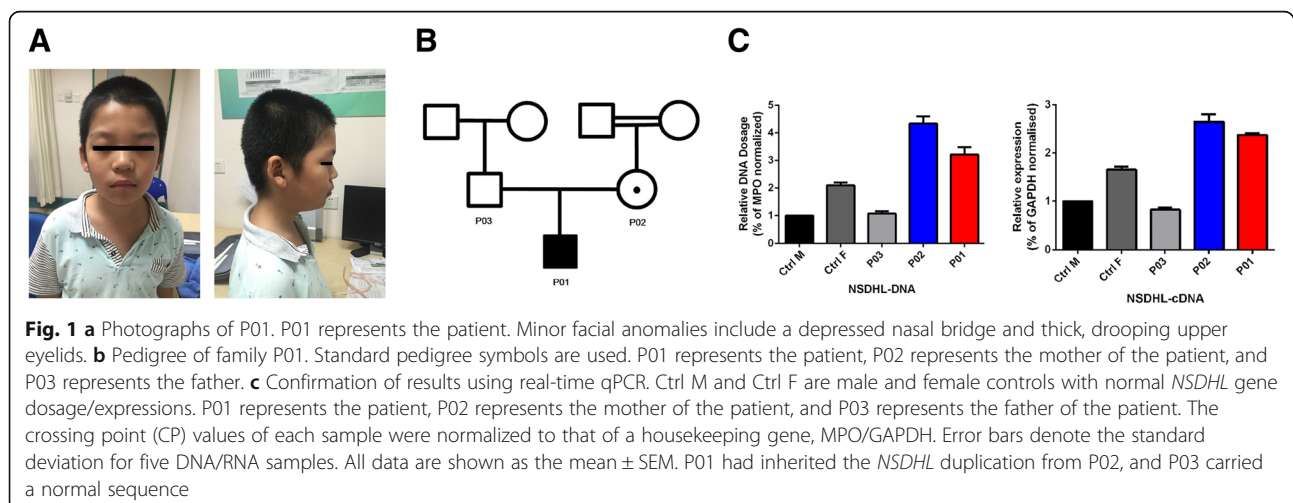 A
B
C
P03
P02
P01
Relative DNA Dosage
(% of MPO normalized)
5
4
3
2
1
0
Ctrl M
Ctrl F
P03
P02
P01
NSDHL-DNA
Relative expression
(% of GAPDH normalised)
3
2
1
0
Ctrl M
Ctrl F
P03
P02
P01
NSDHL-cDNA
Fig. 1 a Photographs of P01. P01 represents the patient. Minor facial anomalies include a depressed nasal bridge and thick, drooping upper
eyelids. b Pedigree of family P01. Standard pedigree symbols are used. P01 represents the patient, P02 represents the mother of the patient, and
P03 represents the father. c Confirmation of results using real-time qPCR. Ctrl M and Ctrl F are male and female controls with normal NSDHL gene
dosage/expressions. P01 represents the patient, P02 represents the mother of the patient, and P03 represents the father of the patient. The
crossing point (CP) values of each sample were normalized to that of a housekeeping gene, MPO/GAPDH. Error bars denote the standard
deviation for five DNA/RNA samples. All data are shown as the mean ± SEM. P01 had inherited the NSDHL duplication from P02, and P03 carried
a normal sequence